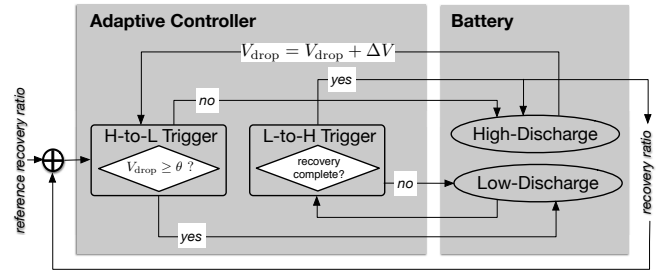 Adaptive Controller
Battery
V_drop = V_drop + ΔV
yes
no
H-to-L Trigger
L-to-H Trigger
High-Discharge
V_drop ≥ θ ?
recovery
complete?
no
Low-Discharge
yes
reference recovery ratio
recovery ratio